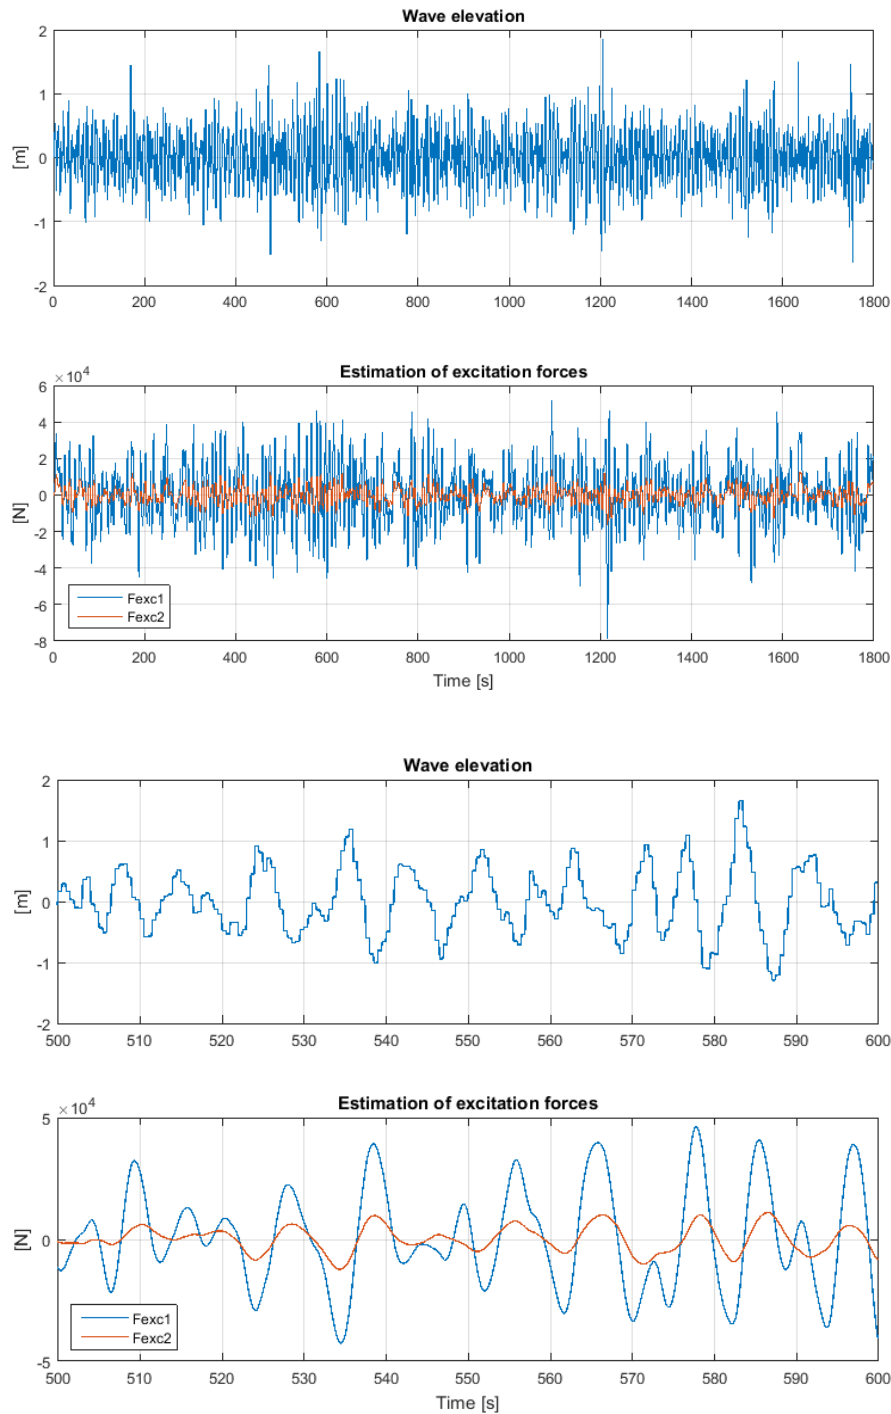 Wave elevation
2
1
0
-1
-2
[m]
0 200 400 600 800 1000 1200 1400 1600 1800
Estimation of excitation forces
×10^4
6
4
2
0
-2
-4
-6
-8
[N]
Fexc1
Fexc2
0 200 400 600 800 1000 1200 1400 1600 1800
Time [s]
Wave elevation
2
1
0
-1
-2
[m]
500 510 520 530 540 550 560 570 580 590 600
Estimation of excitation forces
×10^4
5
0
-5
[N]
Fexc1
Fexc2
500 510 520 530 540 550 560 570 580 590 600
Time [s]